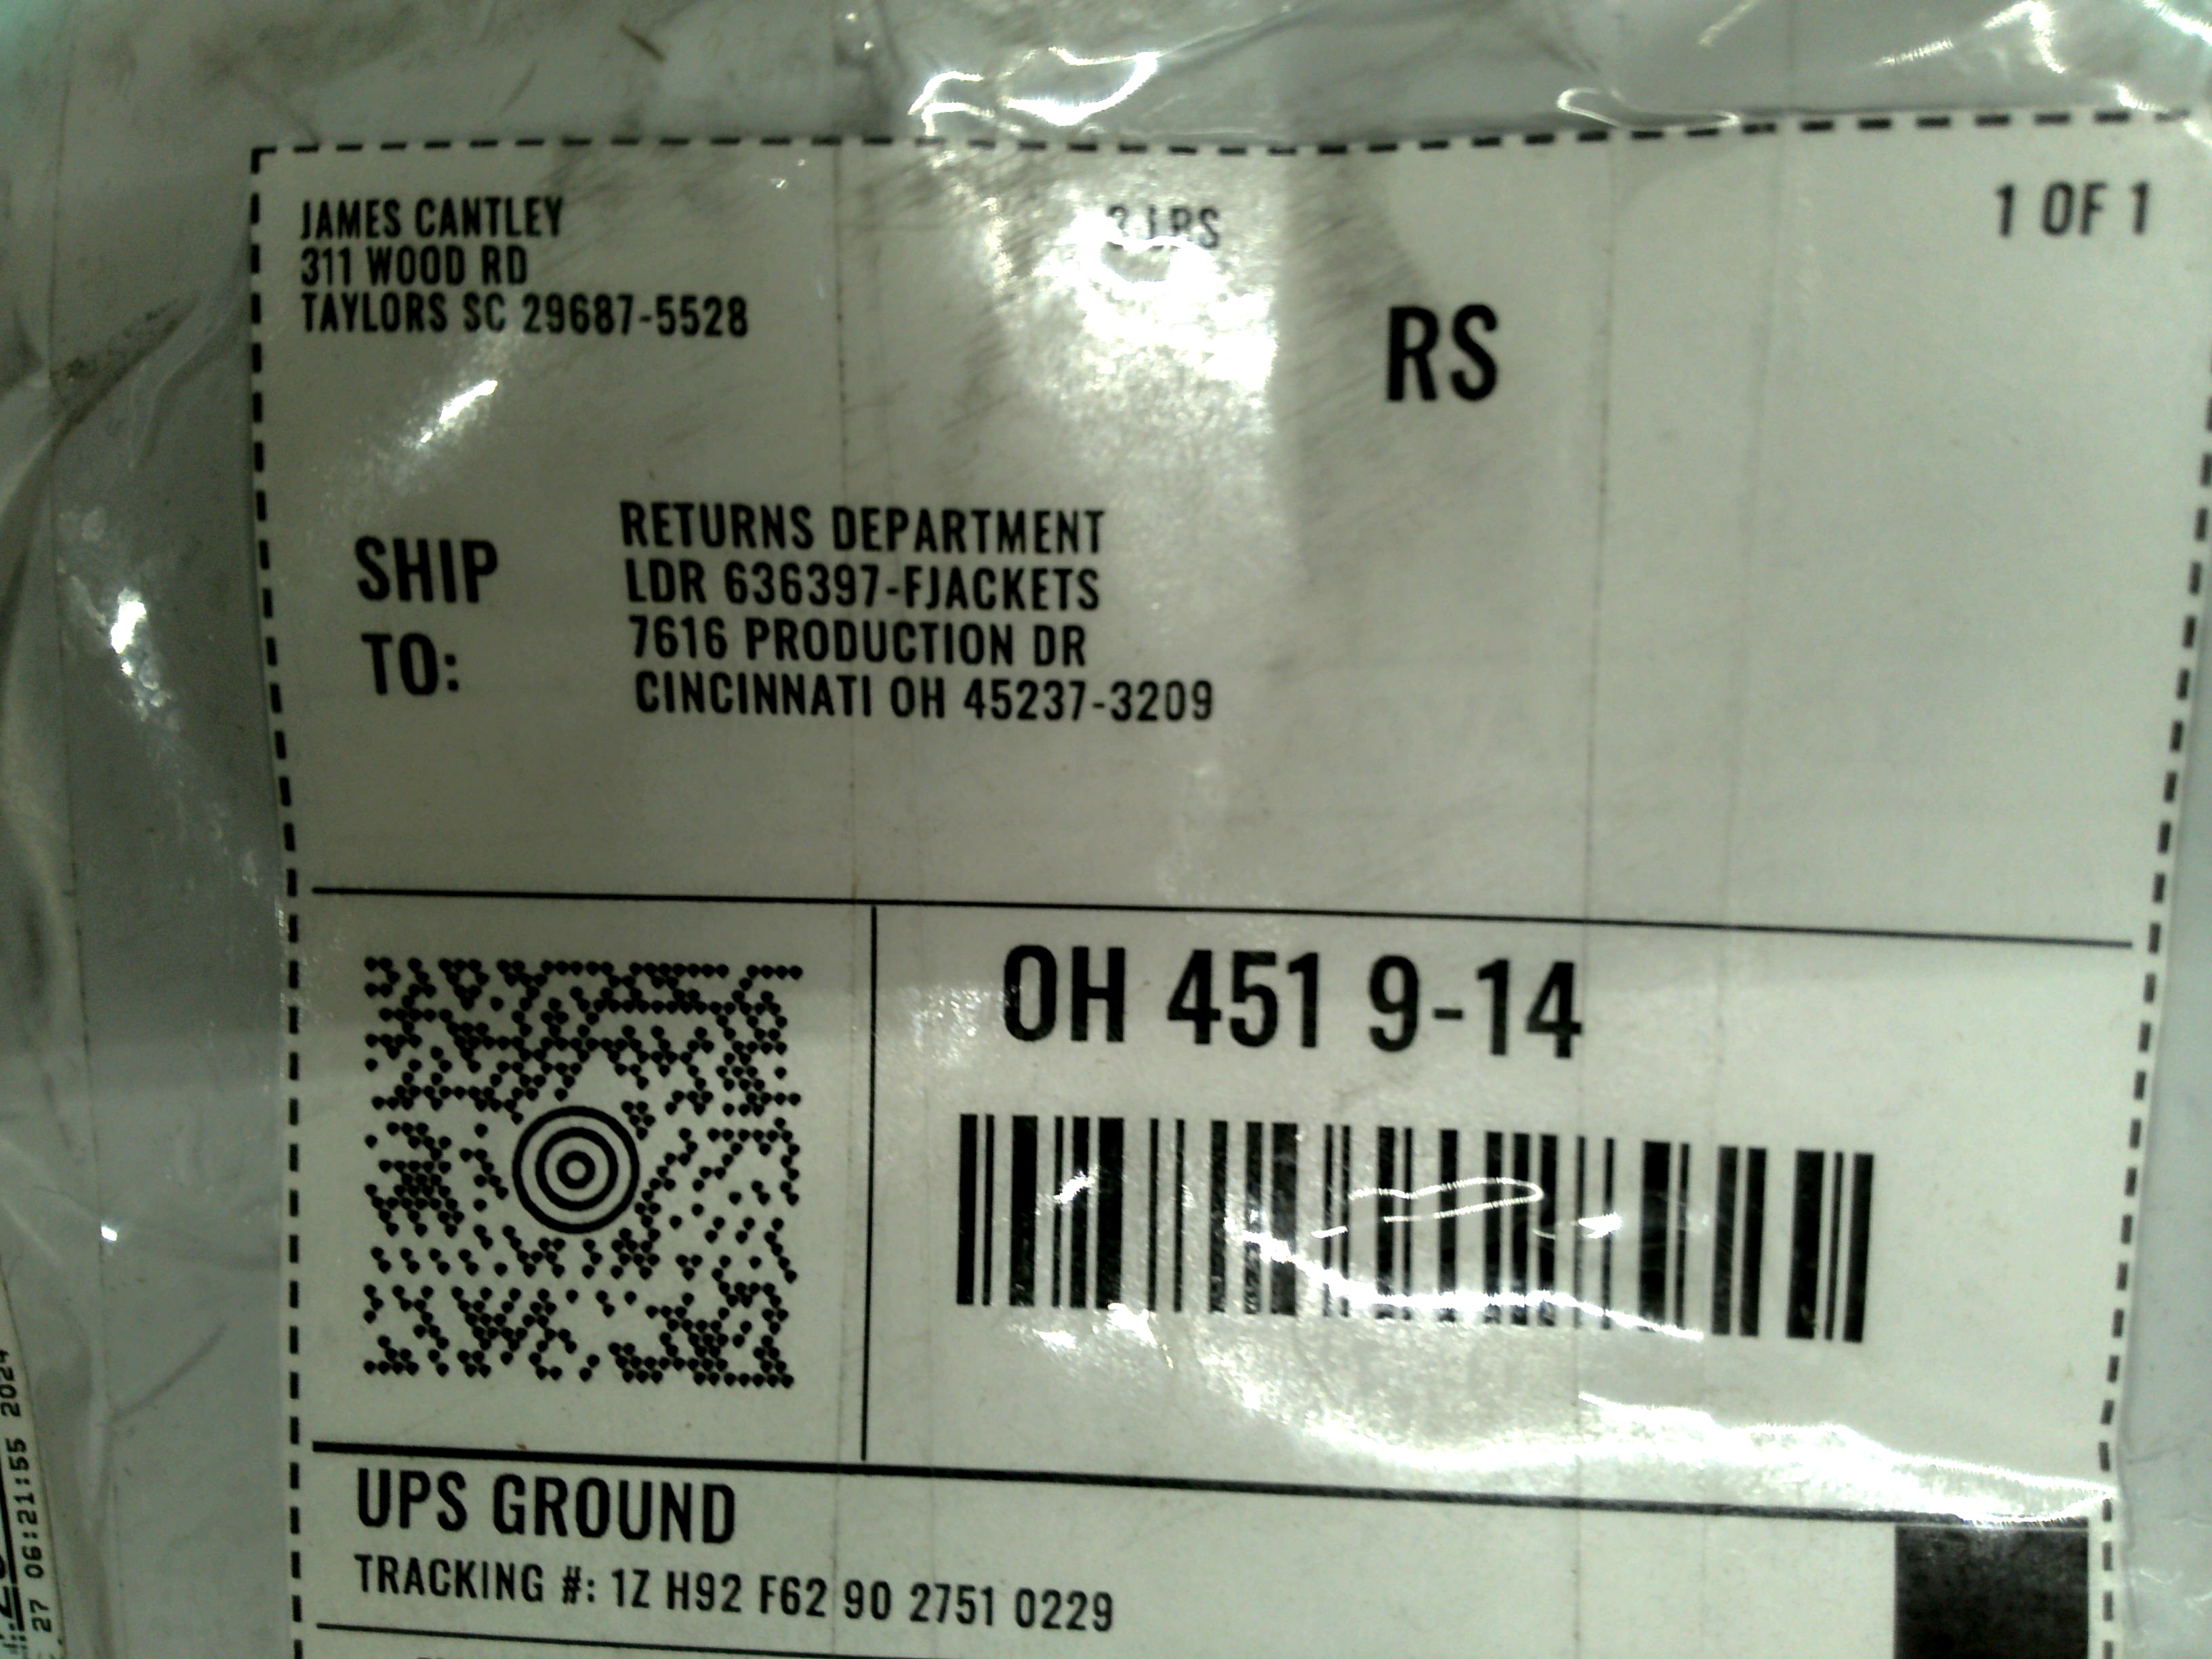 JAMES CANTLEY
311 WOOD RD
TAYLORS SC 29687-5528
LBS
1 OF 1
RS
SHIP
TO:
RETURNS DEPARTMENT
LDR 636397-FJACKETS
7616 PRODUCTION DR
CINCINNATI OH 45237-3209
OH 451 9-14
UPS GROUND
TRACKING #: 1Z H92 F62 90 2751 0229
27 06:21:55 2024